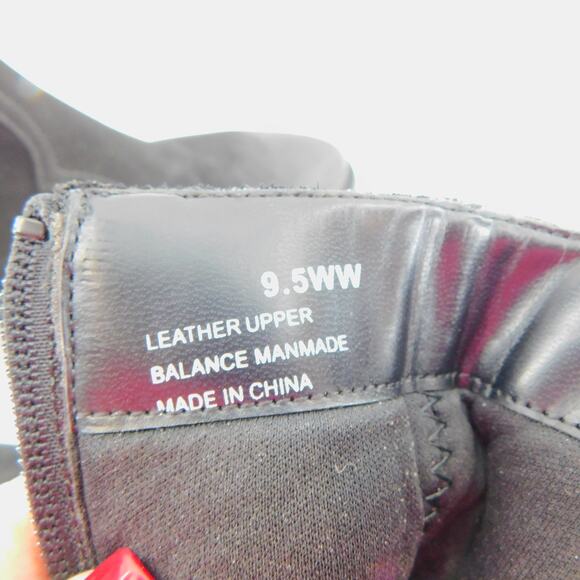 9.5WW
LEATHER UPPER
BALANCE MANMADE
MADE IN CHINA